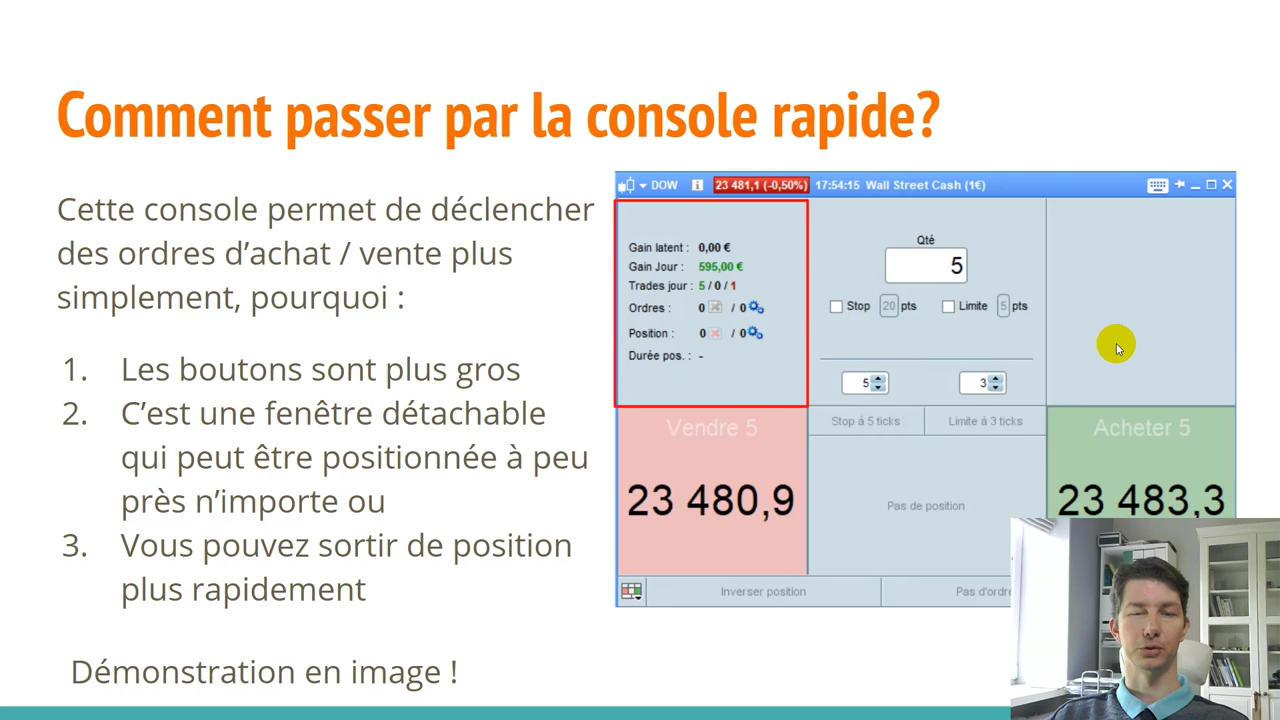 Comment passer par la console rapide?
Cette console permet de déclencher
des ordres d'achat / vente plus
simplement, pourquoi :
1. Les boutons sont plus gros
2. C'est une fenêtre détachable
qui peut être positionnée à peu
près n'importe ou
3. Vous pouvez sortir de position
plus rapidement
Démonstration en image !
DOW 23 481,1 (-0,50%) 17:54:15 Wall Street Cash (1€)
Gain latent : 0,00 €
Gain Jour : 595,00 €
Trades jour : 5 / 0 / 1
Ordres : 0 / 0
Position : 0 / 0
Durée pos. : -
Qté
5
Stop 20 pts Limite 5 pts
5 3
Stop à 5 ticks Limite à 3 ticks
Vendre 5
23 480,9
Pas de position
Acheter 5
23 483,3
Inverser position Pas d'ordre